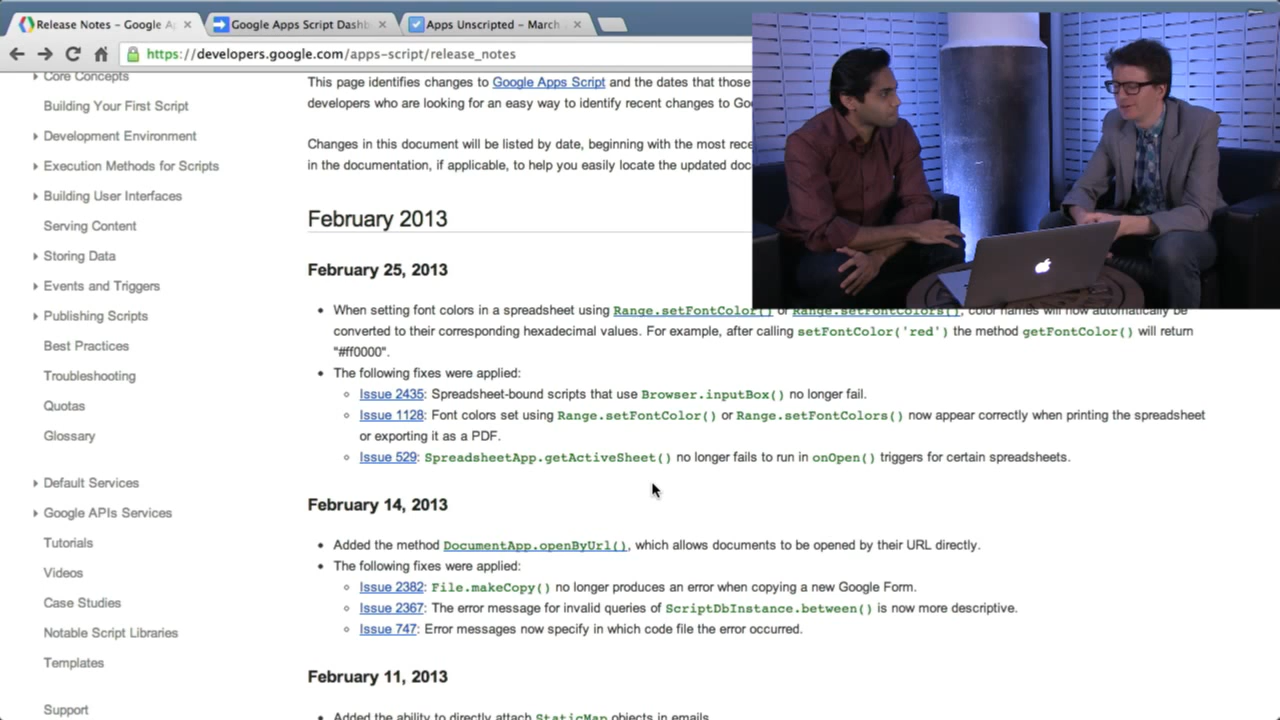 Release Notes – Google A
Google Apps Script Dashb
Apps Unscripted – March
https://developers.google.com/apps-script/release_notes
Core Concepts
Building Your First Script
Development Environment
Execution Methods for Scripts
Building User Interfaces
Serving Content
Storing Data
Events and Triggers
Publishing Scripts
Best Practices
Troubleshooting
Quotas
Glossary
Default Services
Google APIs Services
Tutorials
Videos
Case Studies
Notable Script Libraries
Templates
Support
This page identifies changes to Google Apps Script and the dates that those
developers who are looking for an easy way to identify recent changes to Go
Changes in this document will be listed by date, beginning with the most rece
in the documentation, if applicable, to help you easily locate the updated doc
February 2013
February 25, 2013
When setting font colors in a spreadsheet using Range.setFontColor() or Range.setFontColors(), color names will now automatically be
converted to their corresponding hexadecimal values. For example, after calling setFontColor('red') the method getFontColor() will return
"#ff0000".
The following fixes were applied:
Issue 2435: Spreadsheet-bound scripts that use Browser.inputBox() no longer fail.
Issue 1128: Font colors set using Range.setFontColor() or Range.setFontColors() now appear correctly when printing the spreadsheet
or exporting it as a PDF.
Issue 529: SpreadsheetApp.getActiveSheet() no longer fails to run in onOpen() triggers for certain spreadsheets.
February 14, 2013
Added the method DocumentApp.openByUrl(), which allows documents to be opened by their URL directly.
The following fixes were applied:
Issue 2382: File.makeCopy() no longer produces an error when copying a new Google Form.
Issue 2367: The error message for invalid queries of ScriptDbInstance.between() is now more descriptive.
Issue 747: Error messages now specify in which code file the error occurred.
February 11, 2013
Added the ability to directly attach StaticMap objects in emails.